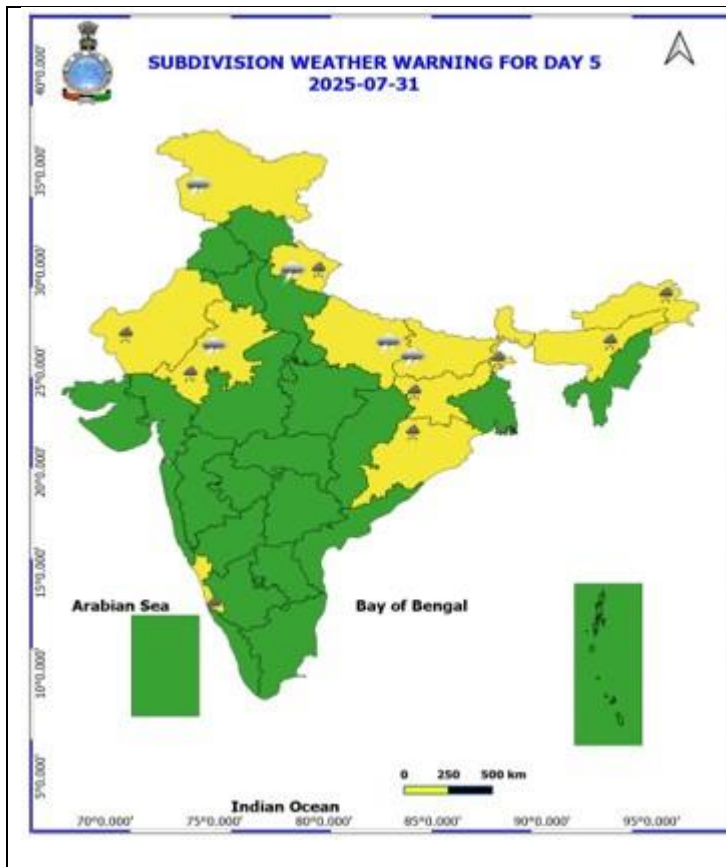 SUBDIVISION WEATHER WARNING FOR DAY 5
2025-07-31
40°0.000'
35°0.000'
30°0.000'
25°0.000'
20°0.000'
15°0.000'
10°0.000'
5°0.000'
Arabian Sea
Bay of Bengal
0 250 500 km
Indian Ocean
70°0.000' 75°0.000' 80°0.000' 85°0.000' 90°0.000' 95°0.000'